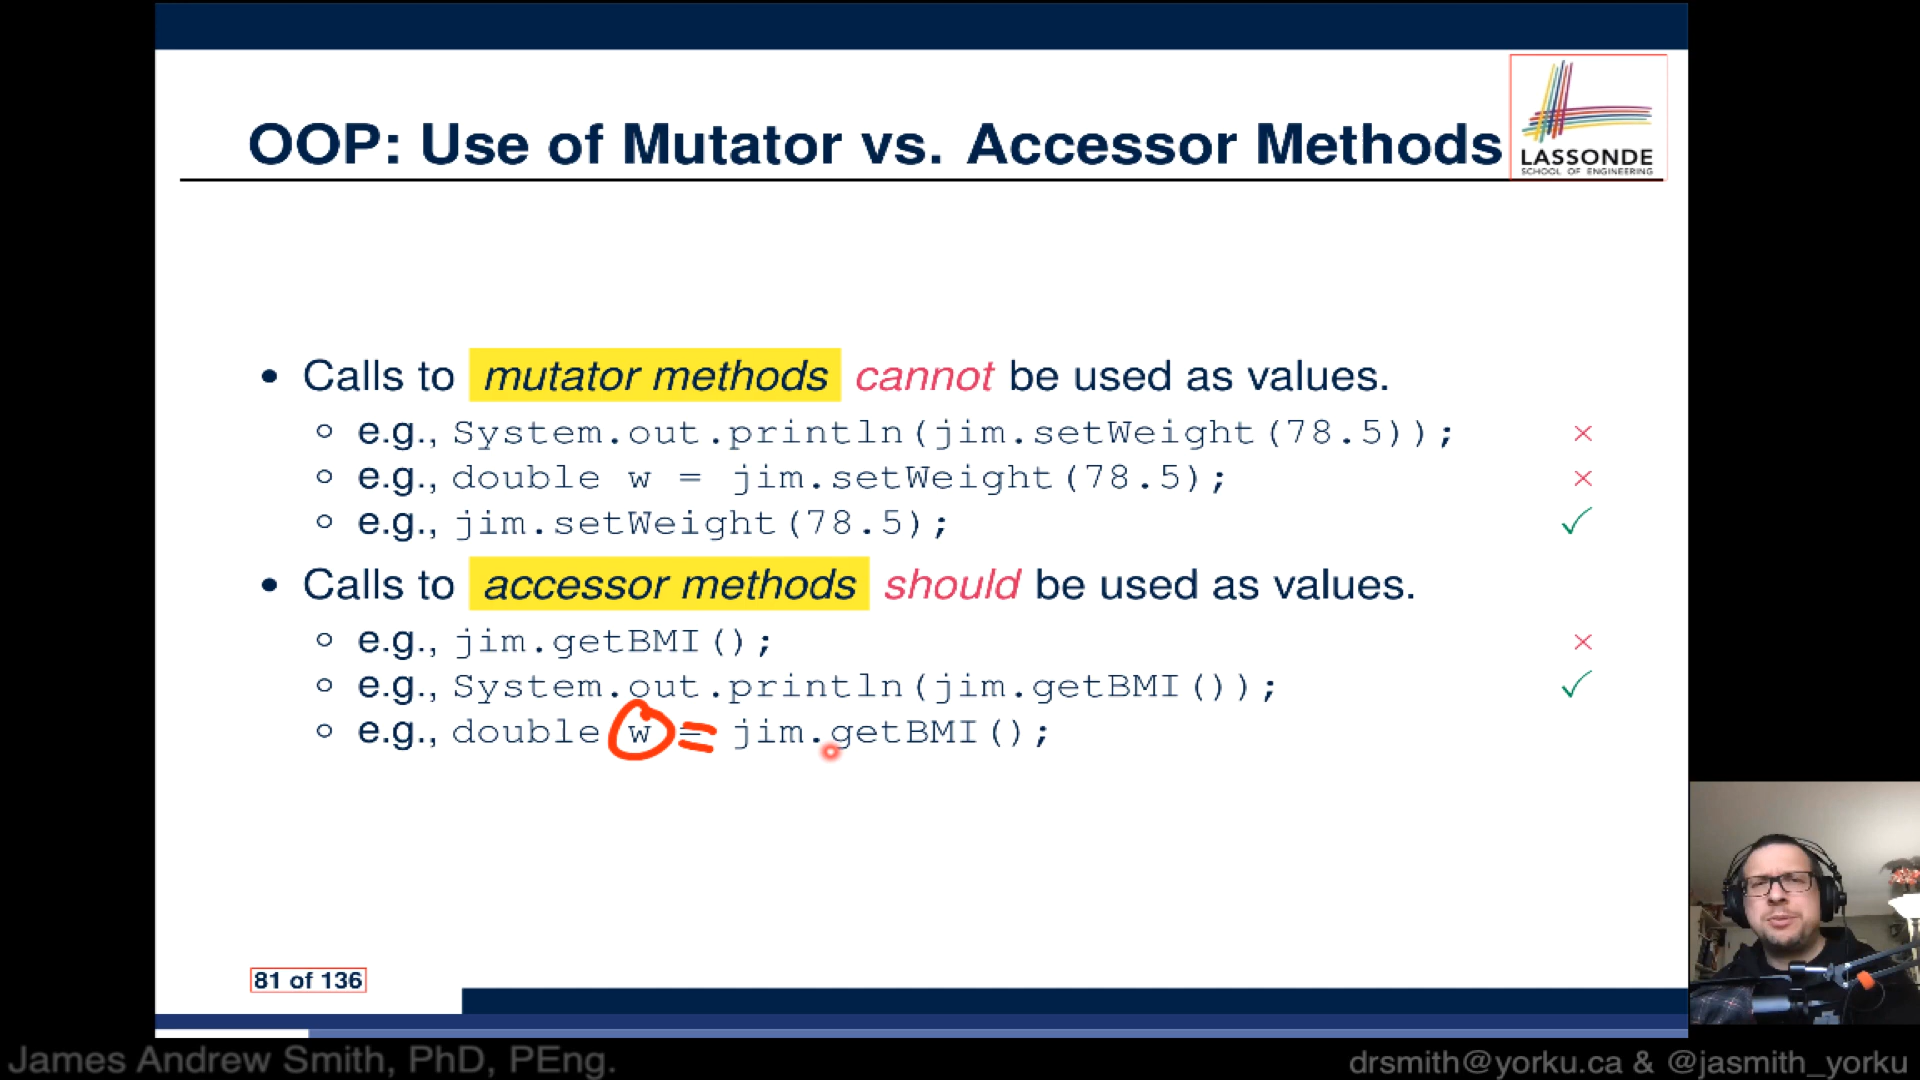 OOP: Use of Mutator vs. Accessor Methods
LASSONDE
SCHOOL OF ENGINEERING
• Calls to mutator methods cannot be used as values.
○ e.g., System.out.println(jim.setWeight(78.5)); ×
○ e.g., double w = jim.setWeight(78.5); ×
○ e.g., jim.setWeight(78.5); ✓
• Calls to accessor methods should be used as values.
○ e.g., jim.getBMI(); ×
○ e.g., System.out.println(jim.getBMI()); ✓
○ e.g., double w = jim.getBMI();
81 of 136
James Andrew Smith, PhD, PEng.
drsmith@yorku.ca & @jasmith_yorku